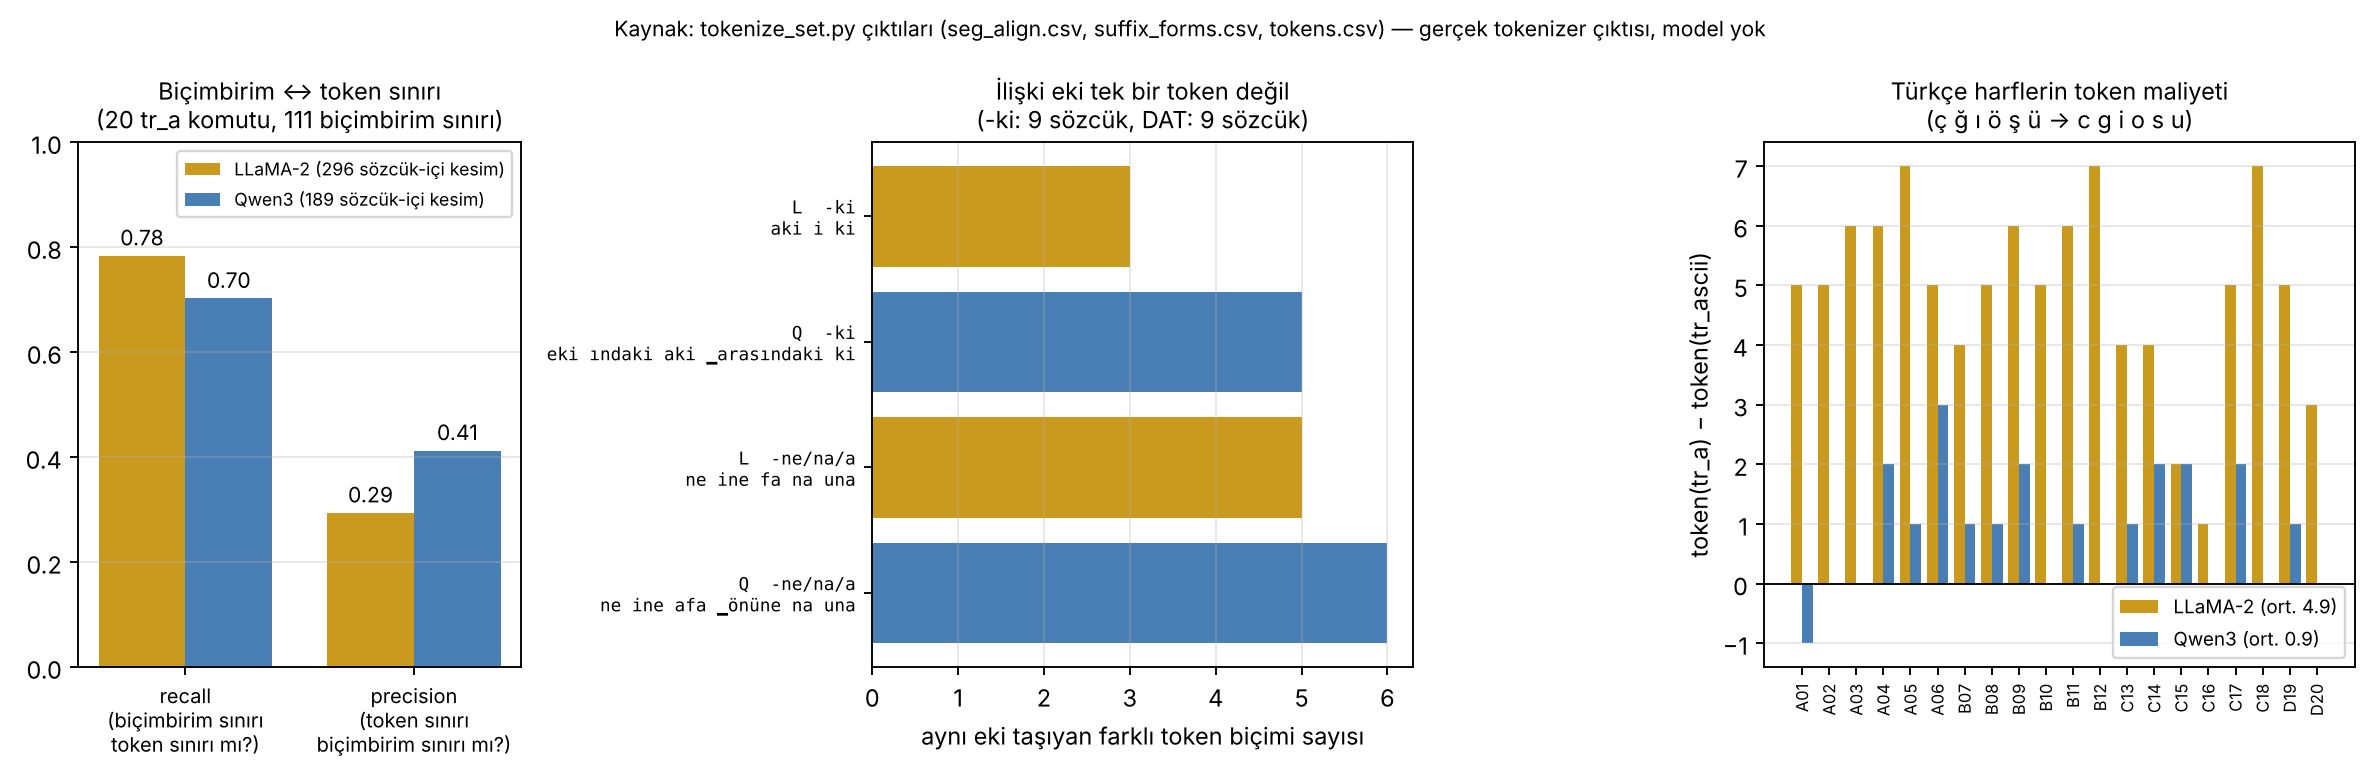 Kaynak: tokenize_set.py çıktıları (seg_align.csv, suffix_forms.csv, tokens.csv) — gerçek tokenizer çıktısı, model yok
Biçimbirim ↔ token sınırı
(20 tr_a komutu, 111 biçimbirim sınırı)
1.0
0.8
0.6
0.4
0.2
0.0
LLaMA-2 (296 sözcük-içi kesim)
Qwen3 (189 sözcük-içi kesim)
0.78
0.70
0.29
0.41
recall
(biçimbirim sınırı
token sınırı mı?)
precision
(token sınırı
biçimbirim sınırı mı?)
İlişki eki tek bir token değil
(-ki: 9 sözcük, DAT: 9 sözcük)
L  -ki
aki i ki
Q  -ki
eki ındaki aki _arasındaki ki
L  -ne/na/a
ne ine fa na una
Q  -ne/na/a
ne ine afa _önüne na una
0 1 2 3 4 5 6
aynı eki taşıyan farklı token biçimi sayısı
Türkçe harflerin token maliyeti
(ç ğ ı ö ş ü → c g i o s u)
token(tr_a) − token(tr_ascii)
7
6
5
4
3
2
1
0
−1
LLaMA-2 (ort. 4.9)
Qwen3 (ort. 0.9)
A01 A02 A03 A04 A05 A06 B07 B08 B09 B10 B11 B12 C13 C14 C15 C16 C17 C18 D19 D20